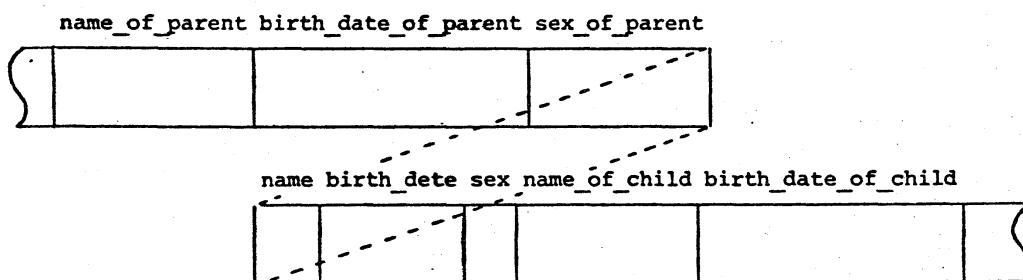 name_of_parent birth_date_of_parent sex_of_parent
name birth_dete sex name_of_child birth_date_of_child